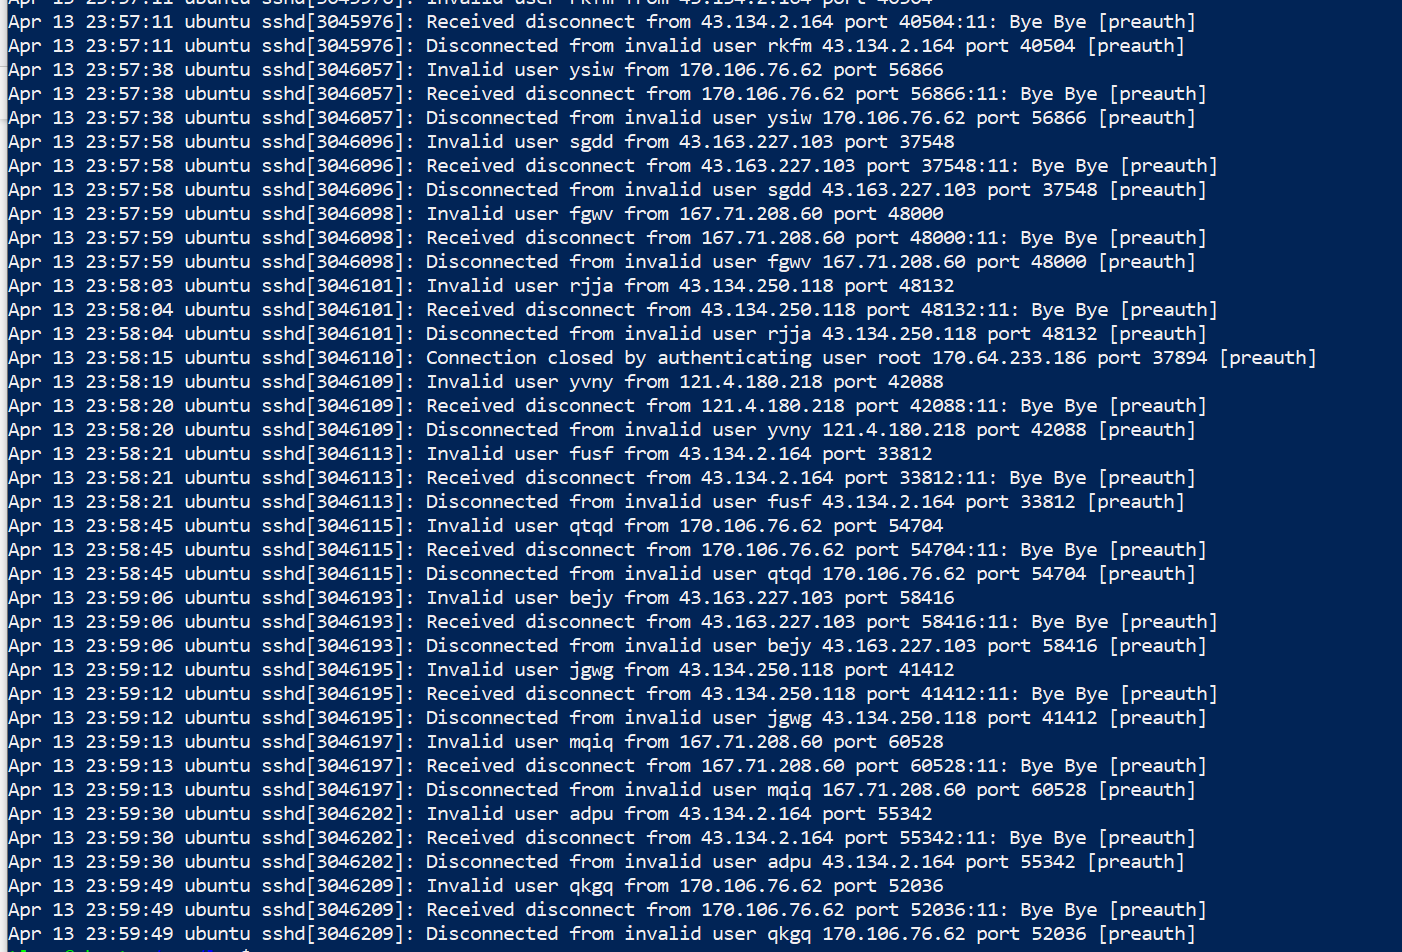 Apr 13 23:57:11 ubuntu sshd[3045976]: Invalid user rkfm from 43.134.2.164 port 40504
Apr 13 23:57:11 ubuntu sshd[3045976]: Received disconnect from 43.134.2.164 port 40504:11: Bye Bye [preauth]
Apr 13 23:57:11 ubuntu sshd[3045976]: Disconnected from invalid user rkfm 43.134.2.164 port 40504 [preauth]
Apr 13 23:57:38 ubuntu sshd[3046057]: Invalid user ysiw from 170.106.76.62 port 56866
Apr 13 23:57:38 ubuntu sshd[3046057]: Received disconnect from 170.106.76.62 port 56866:11: Bye Bye [preauth]
Apr 13 23:57:38 ubuntu sshd[3046057]: Disconnected from invalid user ysiw 170.106.76.62 port 56866 [preauth]
Apr 13 23:57:58 ubuntu sshd[3046096]: Invalid user sgdd from 43.163.227.103 port 37548
Apr 13 23:57:58 ubuntu sshd[3046096]: Received disconnect from 43.163.227.103 port 37548:11: Bye Bye [preauth]
Apr 13 23:57:58 ubuntu sshd[3046096]: Disconnected from invalid user sgdd 43.163.227.103 port 37548 [preauth]
Apr 13 23:57:59 ubuntu sshd[3046098]: Invalid user fgwv from 167.71.208.60 port 48000
Apr 13 23:57:59 ubuntu sshd[3046098]: Received disconnect from 167.71.208.60 port 48000:11: Bye Bye [preauth]
Apr 13 23:57:59 ubuntu sshd[3046098]: Disconnected from invalid user fgwv 167.71.208.60 port 48000 [preauth]
Apr 13 23:58:03 ubuntu sshd[3046101]: Invalid user rjja from 43.134.250.118 port 48132
Apr 13 23:58:04 ubuntu sshd[3046101]: Received disconnect from 43.134.250.118 port 48132:11: Bye Bye [preauth]
Apr 13 23:58:04 ubuntu sshd[3046101]: Disconnected from invalid user rjja 43.134.250.118 port 48132 [preauth]
Apr 13 23:58:15 ubuntu sshd[3046110]: Connection closed by authenticating user root 170.64.233.186 port 37894 [preauth]
Apr 13 23:58:19 ubuntu sshd[3046109]: Invalid user yvny from 121.4.180.218 port 42088
Apr 13 23:58:20 ubuntu sshd[3046109]: Received disconnect from 121.4.180.218 port 42088:11: Bye Bye [preauth]
Apr 13 23:58:20 ubuntu sshd[3046109]: Disconnected from invalid user yvny 121.4.180.218 port 42088 [preauth]
Apr 13 23:58:21 ubuntu sshd[3046113]: Invalid user fusf from 43.134.2.164 port 33812
Apr 13 23:58:21 ubuntu sshd[3046113]: Received disconnect from 43.134.2.164 port 33812:11: Bye Bye [preauth]
Apr 13 23:58:21 ubuntu sshd[3046113]: Disconnected from invalid user fusf 43.134.2.164 port 33812 [preauth]
Apr 13 23:58:45 ubuntu sshd[3046115]: Invalid user qtqd from 170.106.76.62 port 54704
Apr 13 23:58:45 ubuntu sshd[3046115]: Received disconnect from 170.106.76.62 port 54704:11: Bye Bye [preauth]
Apr 13 23:58:45 ubuntu sshd[3046115]: Disconnected from invalid user qtqd 170.106.76.62 port 54704 [preauth]
Apr 13 23:59:06 ubuntu sshd[3046193]: Invalid user bejy from 43.163.227.103 port 58416
Apr 13 23:59:06 ubuntu sshd[3046193]: Received disconnect from 43.163.227.103 port 58416:11: Bye Bye [preauth]
Apr 13 23:59:06 ubuntu sshd[3046193]: Disconnected from invalid user bejy 43.163.227.103 port 58416 [preauth]
Apr 13 23:59:12 ubuntu sshd[3046195]: Invalid user jgwg from 43.134.250.118 port 41412
Apr 13 23:59:12 ubuntu sshd[3046195]: Received disconnect from 43.134.250.118 port 41412:11: Bye Bye [preauth]
Apr 13 23:59:12 ubuntu sshd[3046195]: Disconnected from invalid user jgwg 43.134.250.118 port 41412 [preauth]
Apr 13 23:59:13 ubuntu sshd[3046197]: Invalid user mqiq from 167.71.208.60 port 60528
Apr 13 23:59:13 ubuntu sshd[3046197]: Received disconnect from 167.71.208.60 port 60528:11: Bye Bye [preauth]
Apr 13 23:59:13 ubuntu sshd[3046197]: Disconnected from invalid user mqiq 167.71.208.60 port 60528 [preauth]
Apr 13 23:59:30 ubuntu sshd[3046202]: Invalid user adpu from 43.134.2.164 port 55342
Apr 13 23:59:30 ubuntu sshd[3046202]: Received disconnect from 43.134.2.164 port 55342:11: Bye Bye [preauth]
Apr 13 23:59:30 ubuntu sshd[3046202]: Disconnected from invalid user adpu 43.134.2.164 port 55342 [preauth]
Apr 13 23:59:49 ubuntu sshd[3046209]: Invalid user qkgq from 170.106.76.62 port 52036
Apr 13 23:59:49 ubuntu sshd[3046209]: Received disconnect from 170.106.76.62 port 52036:11: Bye Bye [preauth]
Apr 13 23:59:49 ubuntu sshd[3046209]: Disconnected from invalid user qkgq 170.106.76.62 port 52036 [preauth]